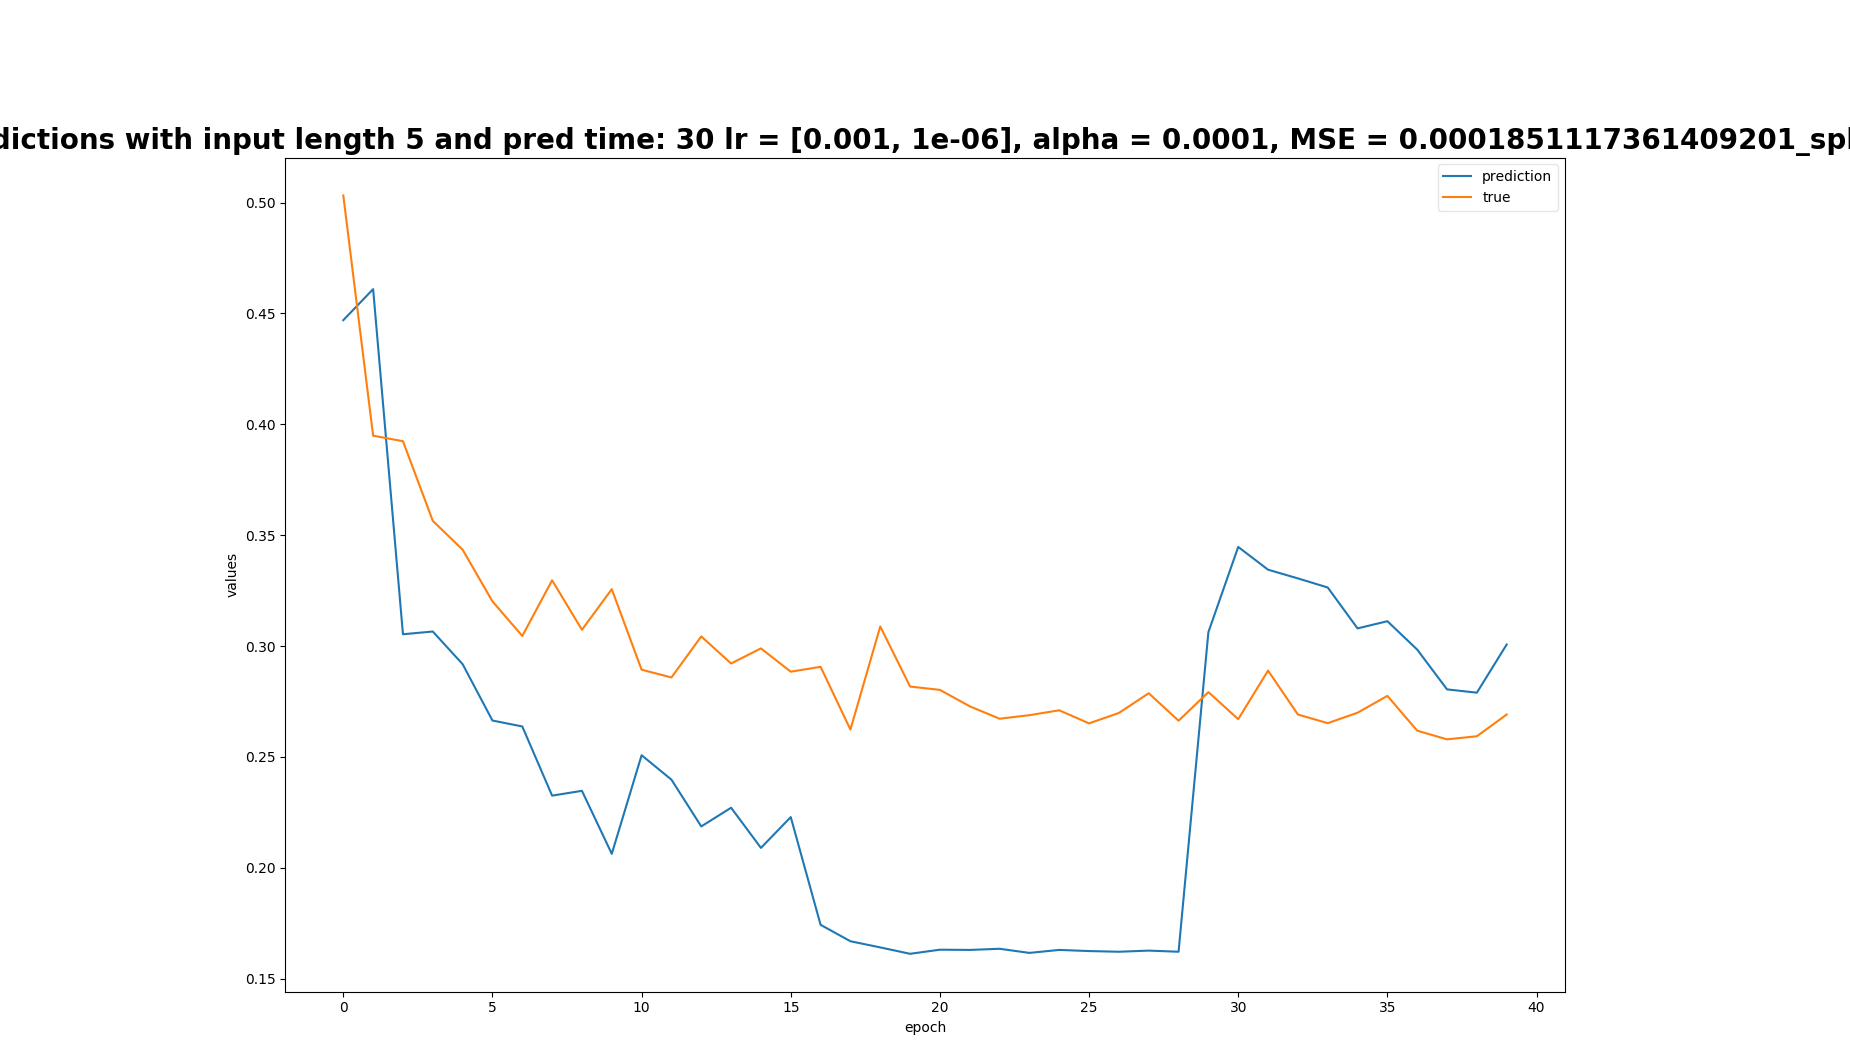 dictions with input length 5 and pred time: 30 lr = [0.001, 1e-06], alpha = 0.0001, MSE = 0.0001851117361409201_spl
prediction
true
0.50
0.45
0.40
0.35
0.30
0.25
0.20
0.15
values
0 5 10 15 20 25 30 35 40
epoch